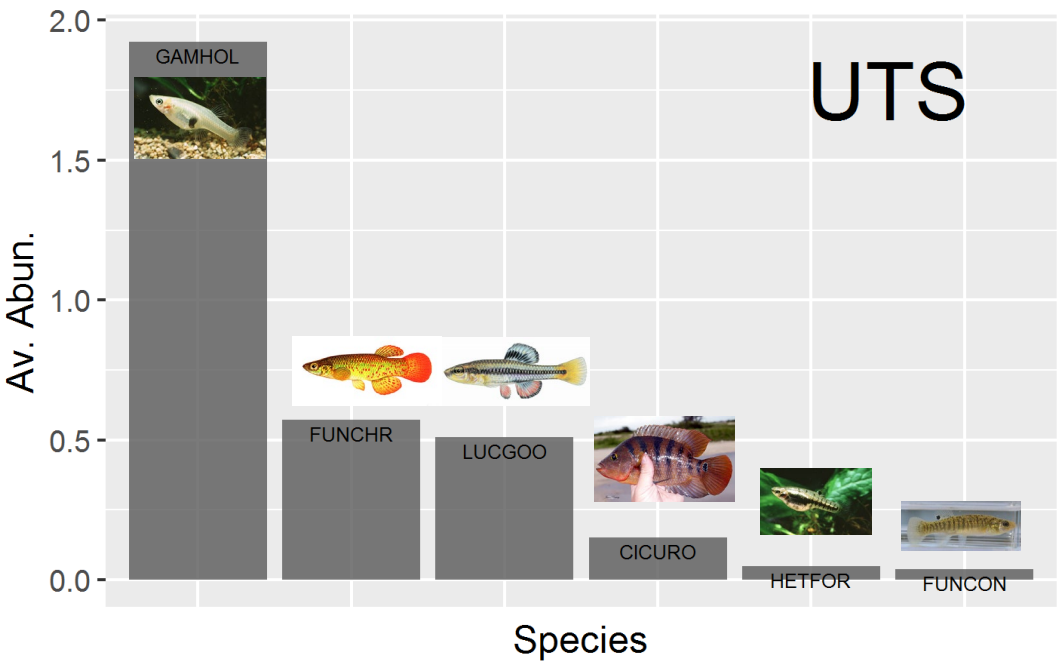 2.0
GAMHOL
UTS
1.5
Av. Abun.
1.0
FUNCHR
0.5
LUCGOO
CICURO
HETFOR
FUNCON
0.0
Species